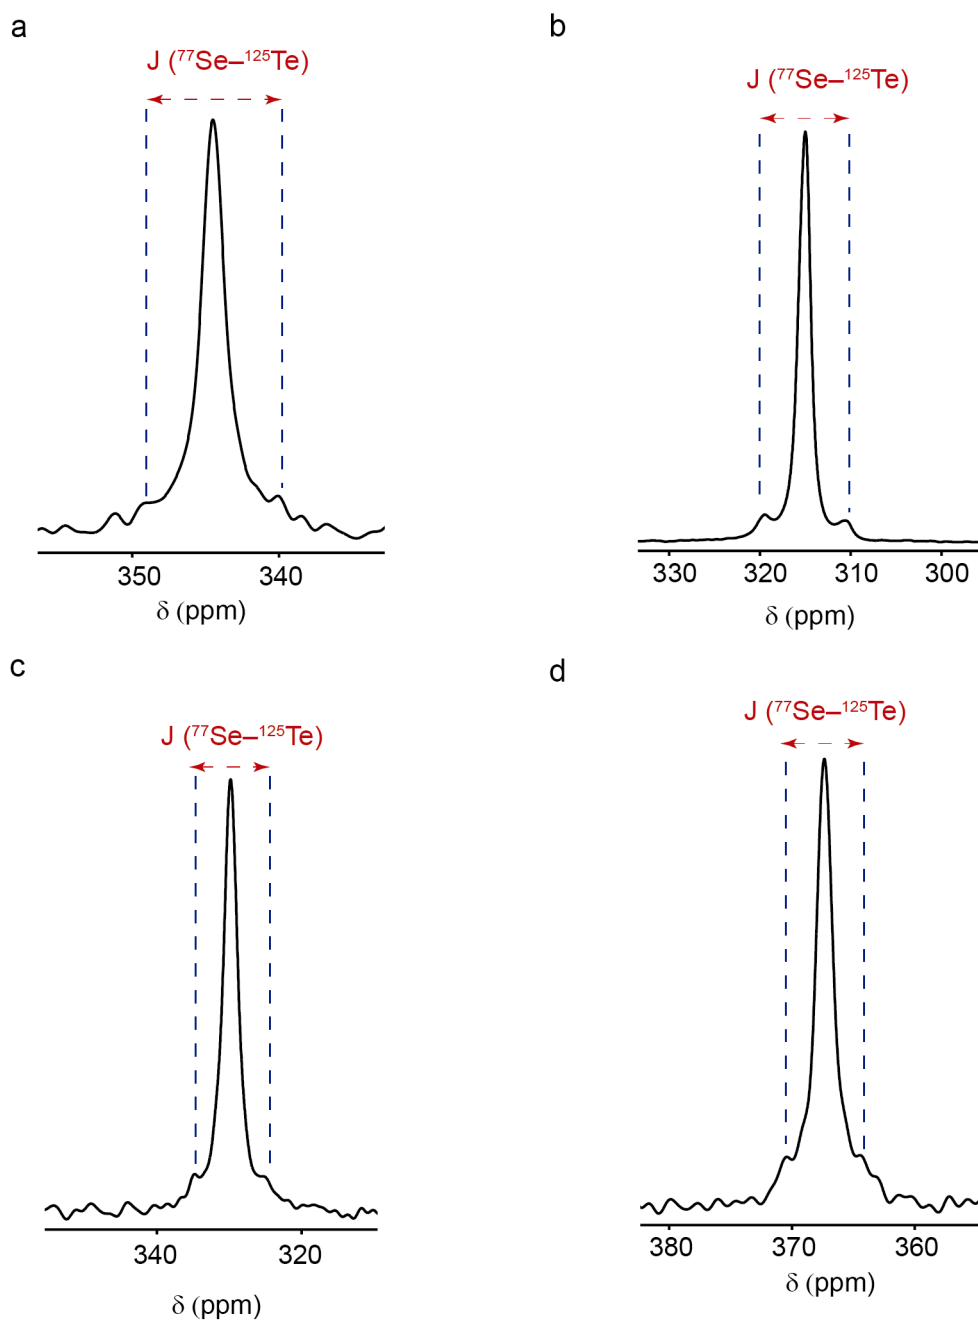 a
J (⁷⁷Se–¹²⁵Te)
350 340
δ (ppm)
b
J (⁷⁷Se–¹²⁵Te)
330 320 310 300
δ (ppm)
c
J (⁷⁷Se–¹²⁵Te)
340 320
δ (ppm)
d
J (⁷⁷Se–¹²⁵Te)
380 370 360
δ (ppm)